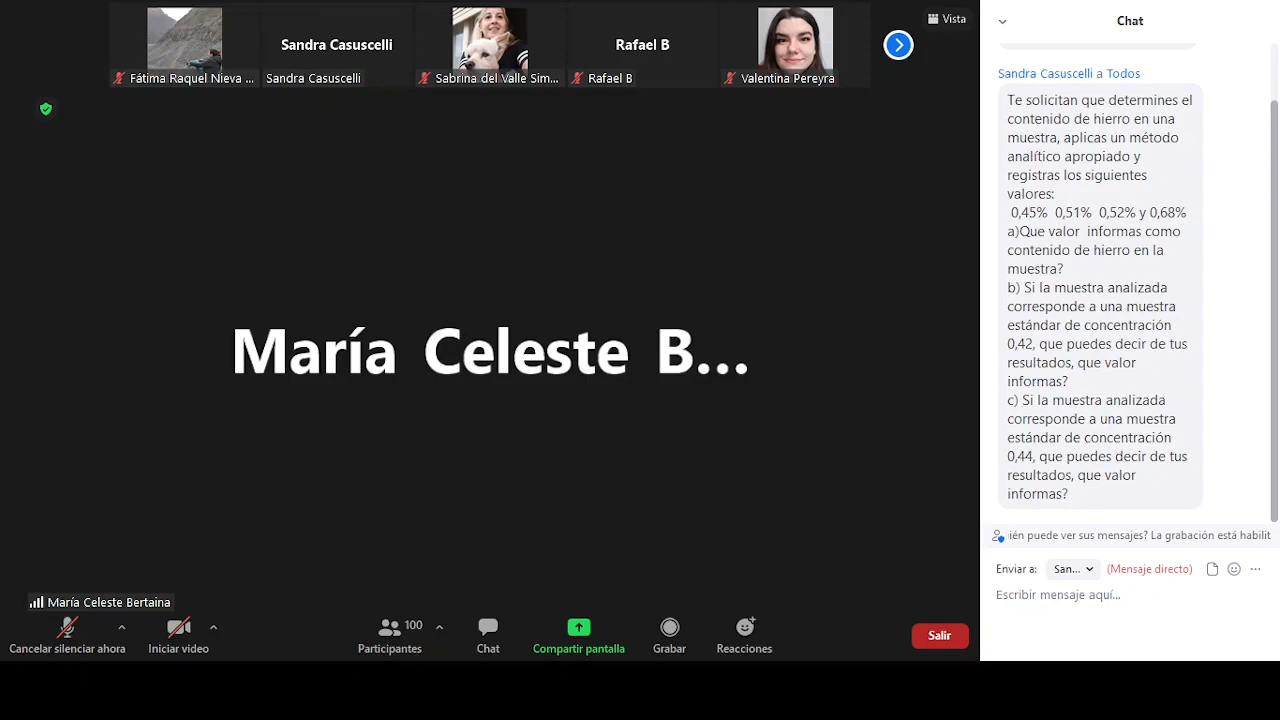 Sandra Casuscelli
Rafael B
Fátima Raquel Nieva ...
Sandra Casuscelli
Sabrina del Valle Sim...
Rafael B
Valentina Pereyra
Vista
María Celeste B...
María Celeste Bertaina
Cancelar silenciar ahora
Iniciar video
100
Participantes
Chat
Compartir pantalla
Grabar
Reacciones
Salir
Chat
Sandra Casuscelli a Todos
Te solicitan que determines el
contenido de hierro en una
muestra, aplicas un método
analítico apropiado y
registras los siguientes
valores:
0,45% 0,51% 0,52% y 0,68%
a)Que valor informas como
contenido de hierro en la
muestra?
b) Si la muestra analizada
corresponde a una muestra
estándar de concentración
0,42, que puedes decir de tus
resultados, que valor
informas?
c) Si la muestra analizada
corresponde a una muestra
estándar de concentración
0,44, que puedes decir de tus
resultados, que valor
informas?
ién puede ver sus mensajes? La grabación está habilit
Enviar a: San... (Mensaje directo) ...
Escribir mensaje aquí...